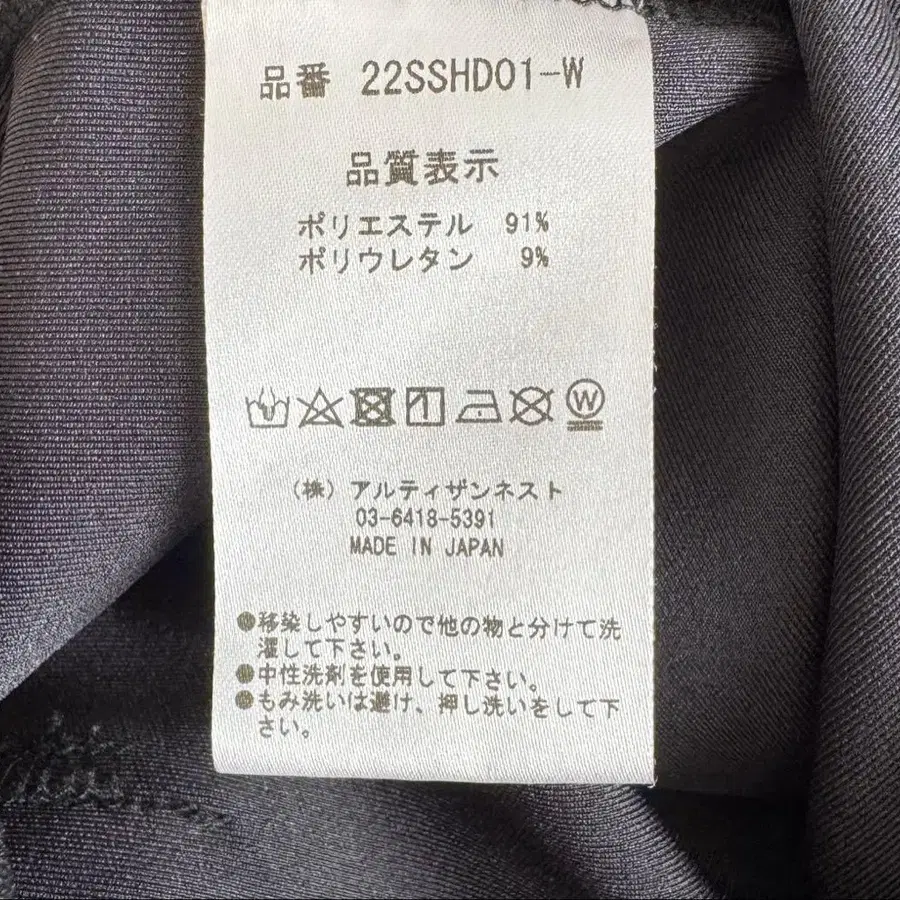 品番 22SSHD01-W
品質表示
ポリエステル 91%
ポリウレタン 9%
W
(株)アルティザンネスト
03-6418-5391
MADE IN JAPAN
●移染しやすいので他の物と分けて洗
濯して下さい。
●中性洗剤を使用して下さい。
●もみ洗いは避け、押し洗いをして下
さい。